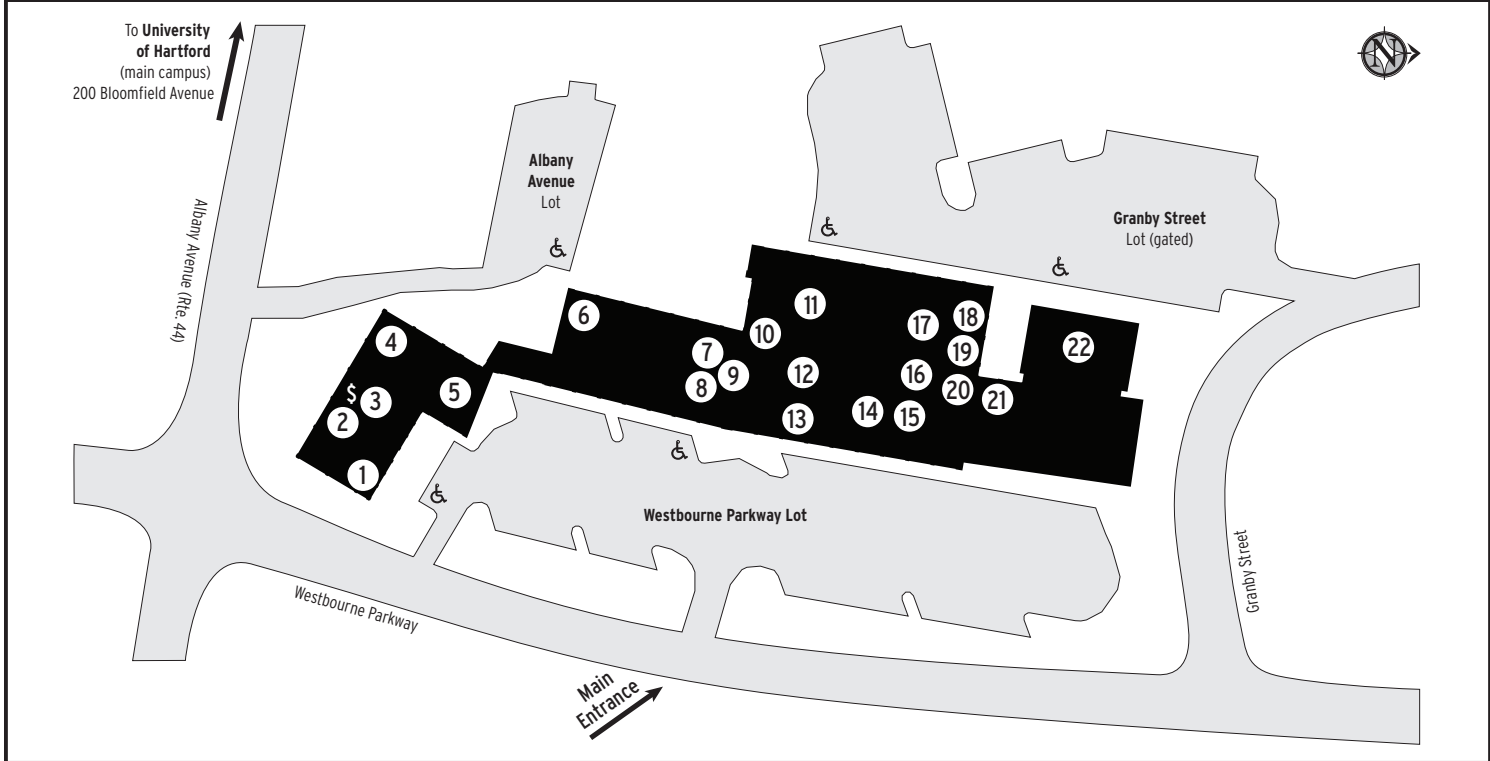 To University
of Hartford
(main campus)
200 Bloomfield Avenue
N
Albany
Avenue
Lot
Albany Avenue (Rte. 44)
Granby Street
Lot (gated)
6
11
18
17
10
4
7
19
22
9
12
16
5
8
20
21
$
3
2
14
15
13
1
Westbourne Parkway Lot
Granby Street
Westbourne Parkway
Main
Entrance